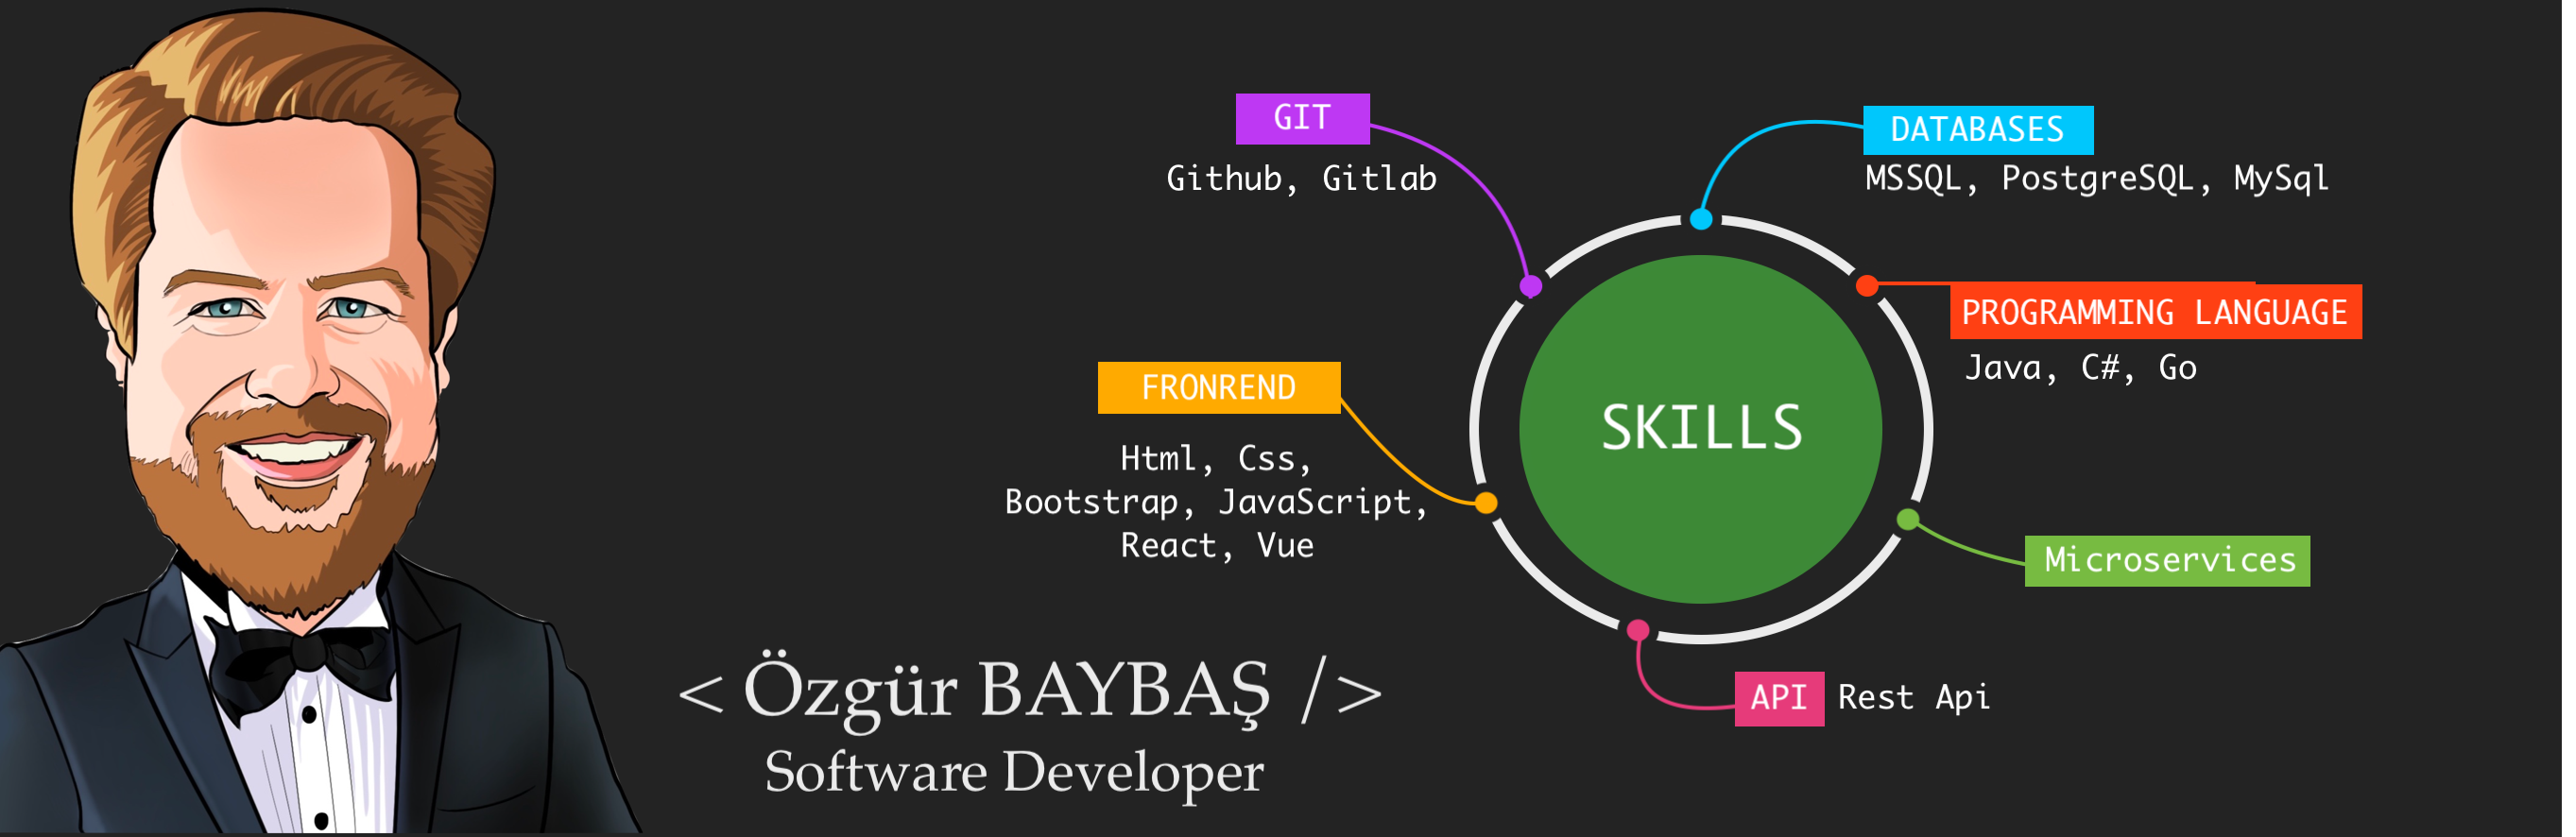 GIT
Github, Gitlab
DATABASES
MSSQL, PostgreSQL, MySql
PROGRAMMING LANGUAGE
Java, C#, Go
FRONREND
Html, Css,
Bootstrap, JavaScript,
React, Vue
SKILLS
Microservices
API Rest Api
< Özgür BAYBAŞ />
Software Developer